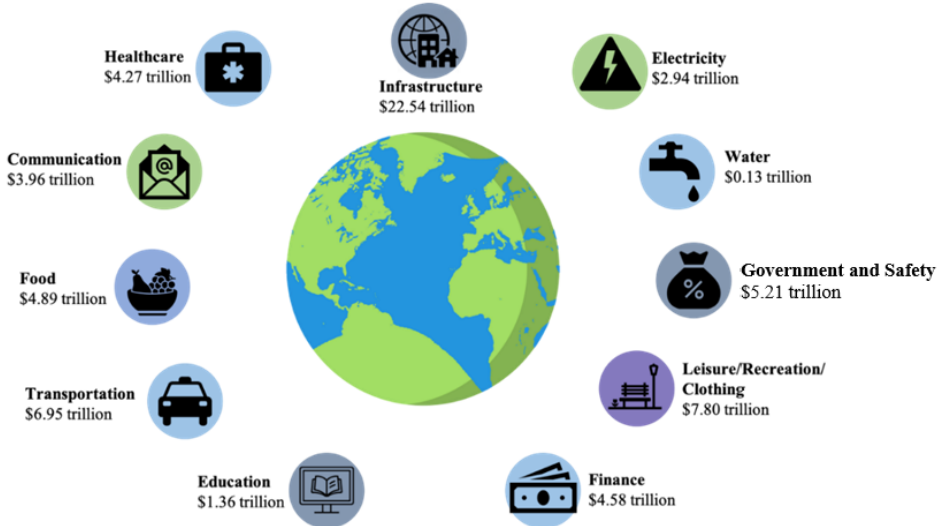 Infrastructure
$22.54 trillion
Electricity
$2.94 trillion
Water
$0.13 trillion
Government and Safety
$5.21 trillion
Leisure/Recreation/
Clothing
$7.80 trillion
Finance
$4.58 trillion
Education
$1.36 trillion
Transportation
$6.95 trillion
Food
$4.89 trillion
Communication
$3.96 trillion
@
Healthcare
$4.27 trillion
%